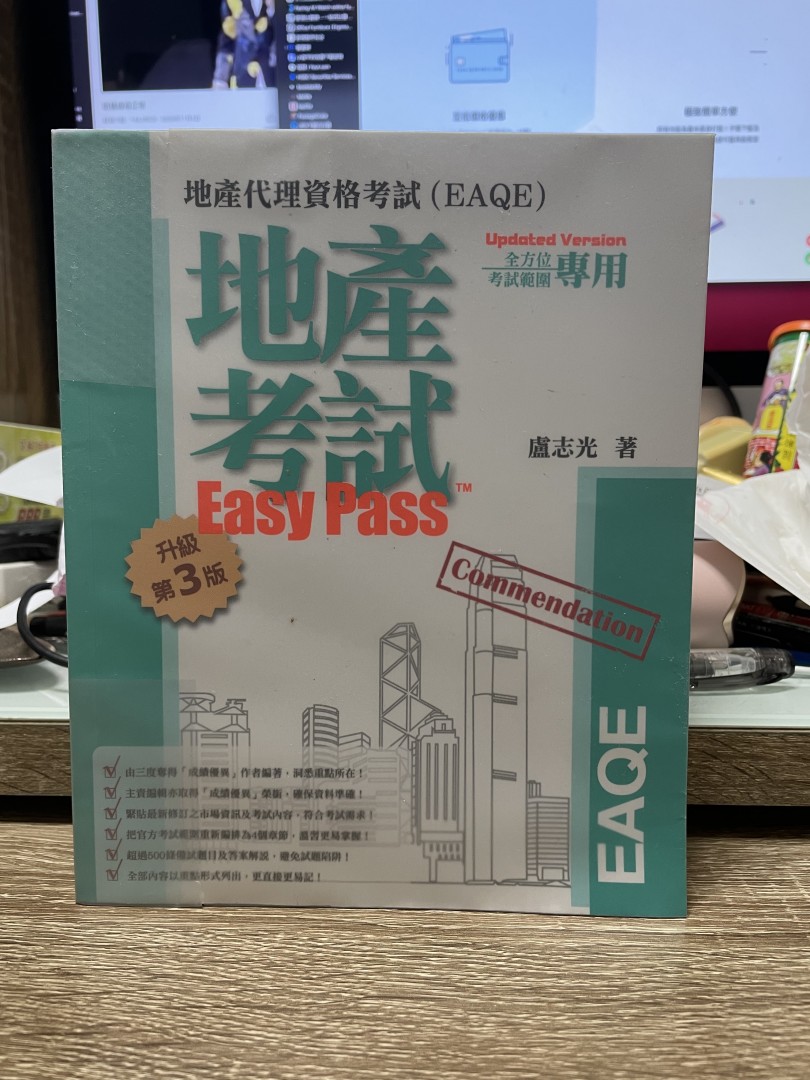 地產代理資格考試(EAQE)
Updated Version
全方位
考試範圍
專用
地產
考試
Easy Pass™
盧志光 著
升級
第3版
Commendation
EAQE
由三度奪得「成績優異」作者編著，洞悉重點所在！
主責編輯亦取得「成績優異」榮銜，確保資料準確！
緊貼最新修訂之市場資訊及考試內容，符合考試需求！
把官方考試範圍重新編排為4個章節，溫習更易掌握！
超過500條備試題目及答案解說，避免試題陷阱！
全部內容以重點形式列出，更直接更易記！